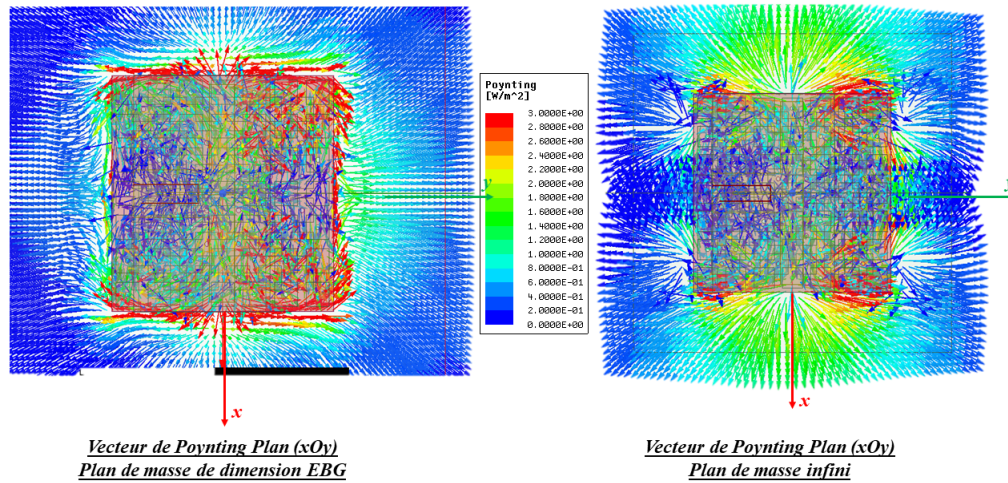 Poynting
[W/m^2]
3.0000E+00
2.8000E+00
2.6000E+00
2.4000E+00
2.2000E+00
2.0000E+00
1.8000E+00
1.6000E+00
1.4000E+00
1.2000E+00
1.0000E+00
8.0000E-01
6.0000E-01
4.0000E-01
2.0000E-01
0.0000E+00
y
y
x
x
Vecteur de Poynting Plan (xOy)
Plan de masse de dimension EBG
Vecteur de Poynting Plan (xOy)
Plan de masse infini